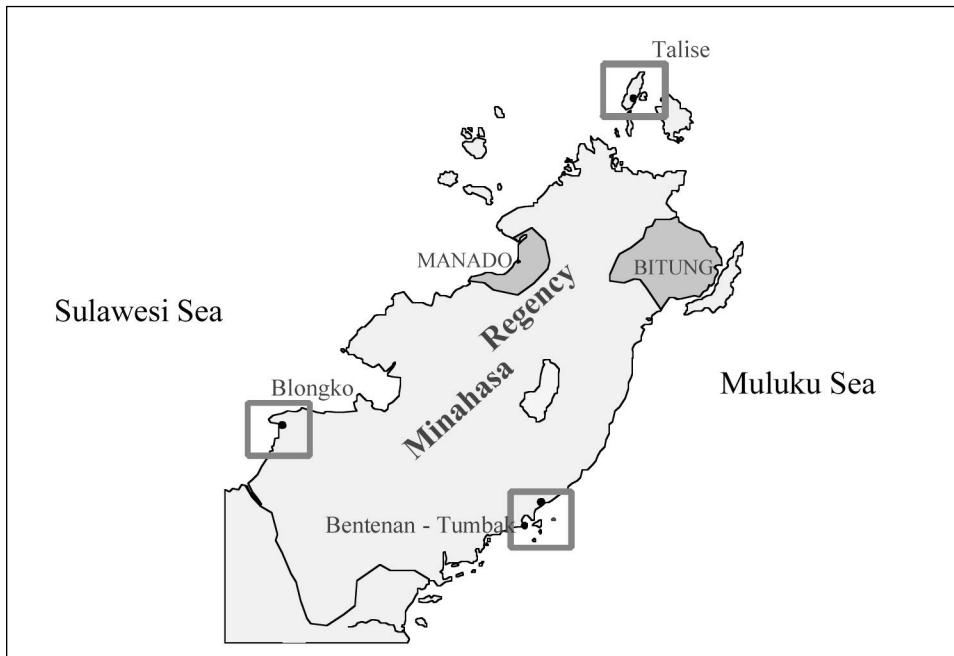 Talise
MANADO
BITUNG
Sulawesi Sea
Minahasa Regency
Muluku Sea
Blongko
Bentenan - Tumbak